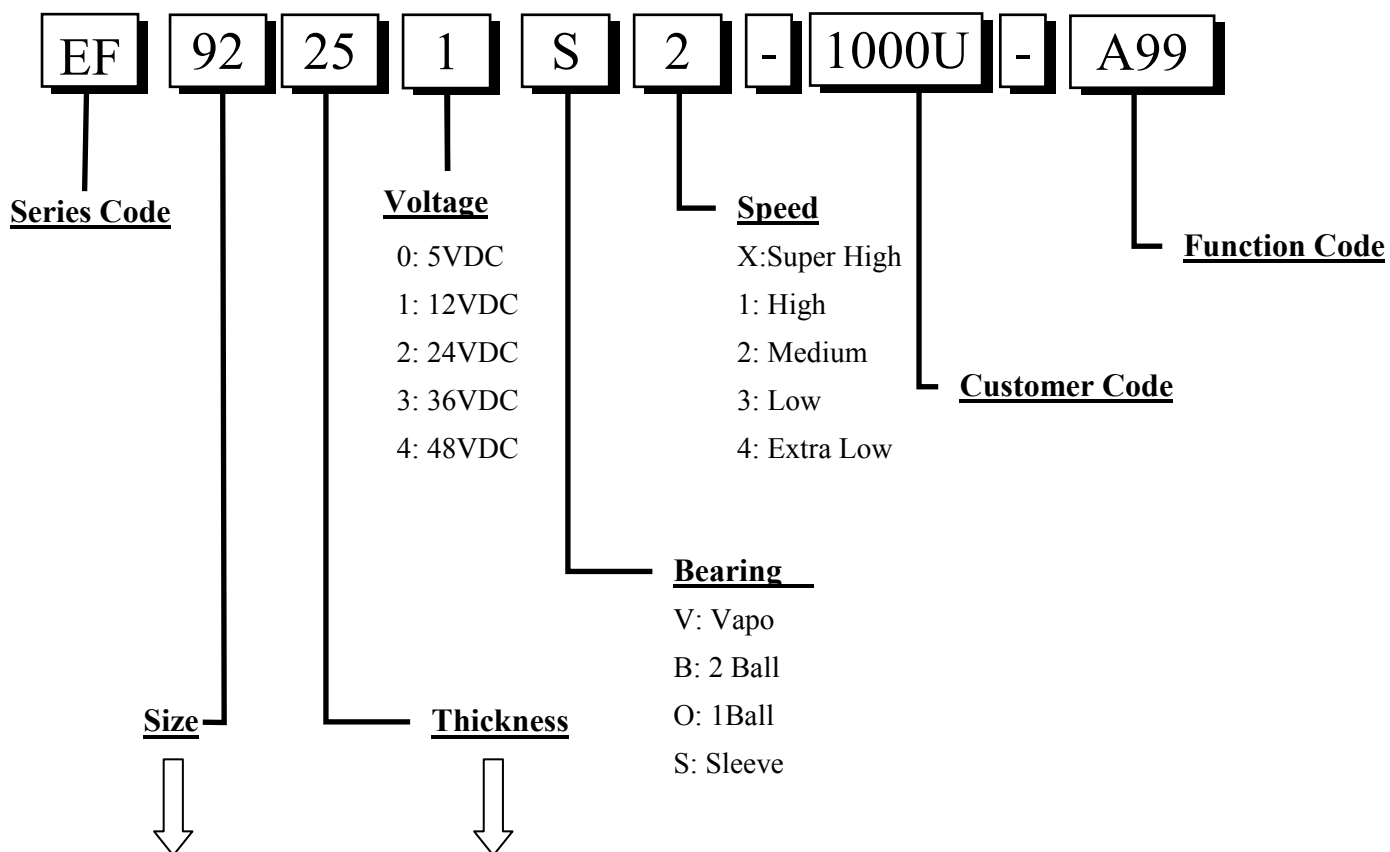 EF 92 25 1 S 2 - 1000U - A99
Series Code
Voltage
0: 5VDC
1: 12VDC
2: 24VDC
3: 36VDC
4: 48VDC
Speed
X:Super High
1: High
2: Medium
3: Low
4: Extra Low
Function Code
Customer Code
Bearing
V: Vapo
B: 2 Ball
O: 1Ball
S: Sleeve
Size
Thickness